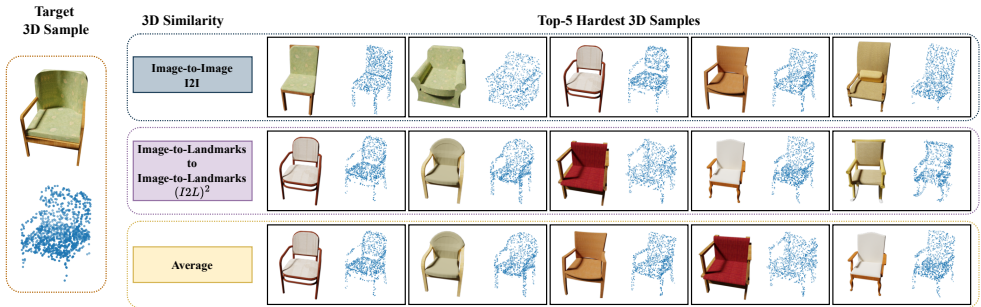 Target
3D Sample
3D Similarity
Top-5 Hardest 3D Samples
Image-to-Image
I2I
Image-to-Landmarks
to
Image-to-Landmarks
(I2L)²
Average